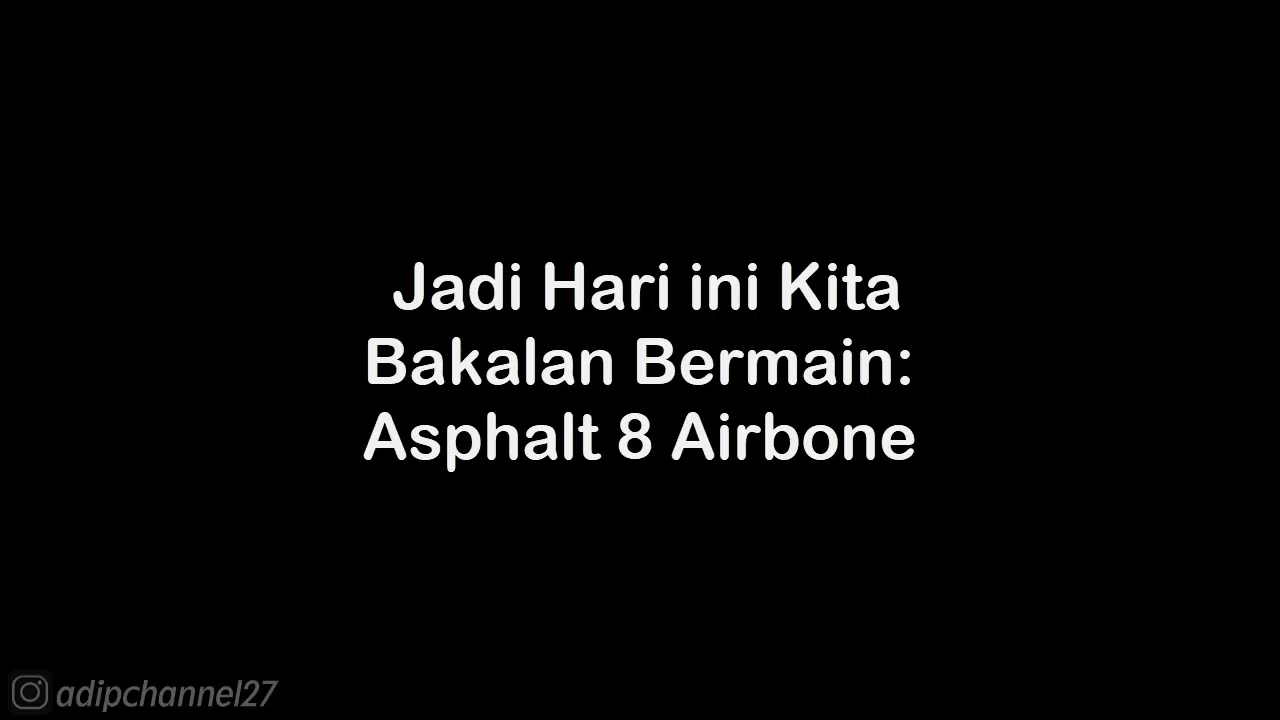 Jadi Hari ini Kita
Bakalan Bermain:
Asphalt 8 Airbone
adipchannel27